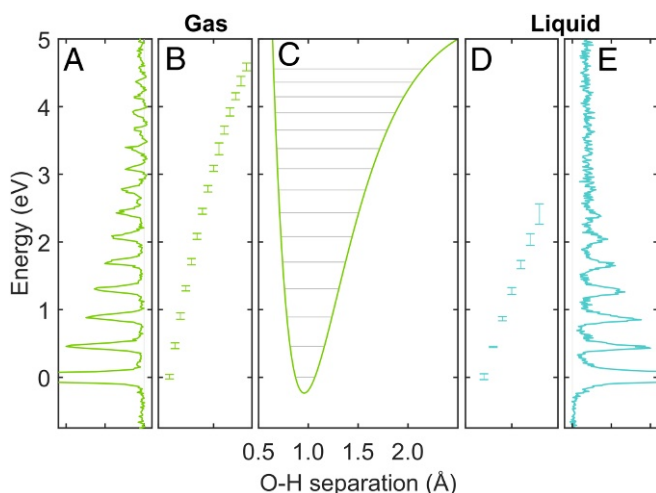 Gas
Liquid
A
B
C
D
E
Energy (eV)
5
4
3
2
1
0
0.5
1.0
1.5
2.0
O-H separation (Å)